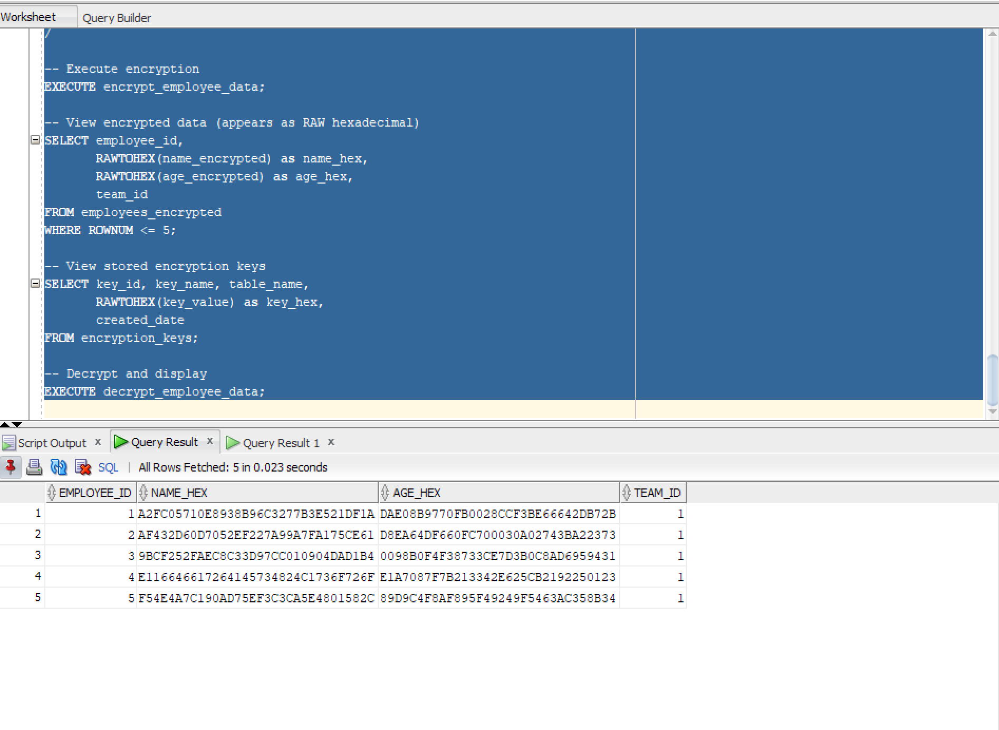 Worksheet Query Builder
/
-- Execute encryption
EXECUTE encrypt_employee_data;
-- View encrypted data (appears as RAW hexadecimal)
SELECT employee_id,
RAWTOHEX(name_encrypted) as name_hex,
RAWTOHEX(age_encrypted) as age_hex,
team_id
FROM employees_encrypted
WHERE ROWNUM <= 5;
-- View stored encryption keys
SELECT key_id, key_name, table_name,
RAWTOHEX(key_value) as key_hex,
created_date
FROM encryption_keys;
-- Decrypt and display
EXECUTE decrypt_employee_data;
Script Output x Query Result x Query Result 1 x
SQL | All Rows Fetched: 5 in 0.023 seconds
EMPLOYEE_ID NAME_HEX AGE_HEX TEAM_ID
1 1 A2FC05710E8938B96C3277B3E521DF1A DAE08B9770FB0028CCF3BE66642DB72B 1
2 2 AF432D60D7052EF227A99A7FA175CE61 D8EA64DF660FC700030A02743BA22373 1
3 3 9BCF252FAEC8C33D97CC010904DAD1B4 0098B0F4F38733CE7D3B0C8AD6959431 1
4 4 E116646617264145734824C1736F726F E1A7087F7B213342E625CB2192250123 1
5 5 F54E4A7C190AD75EF3C3CA5E4801582C 89D9C4F8AF895F49249F5463AC358B34 1